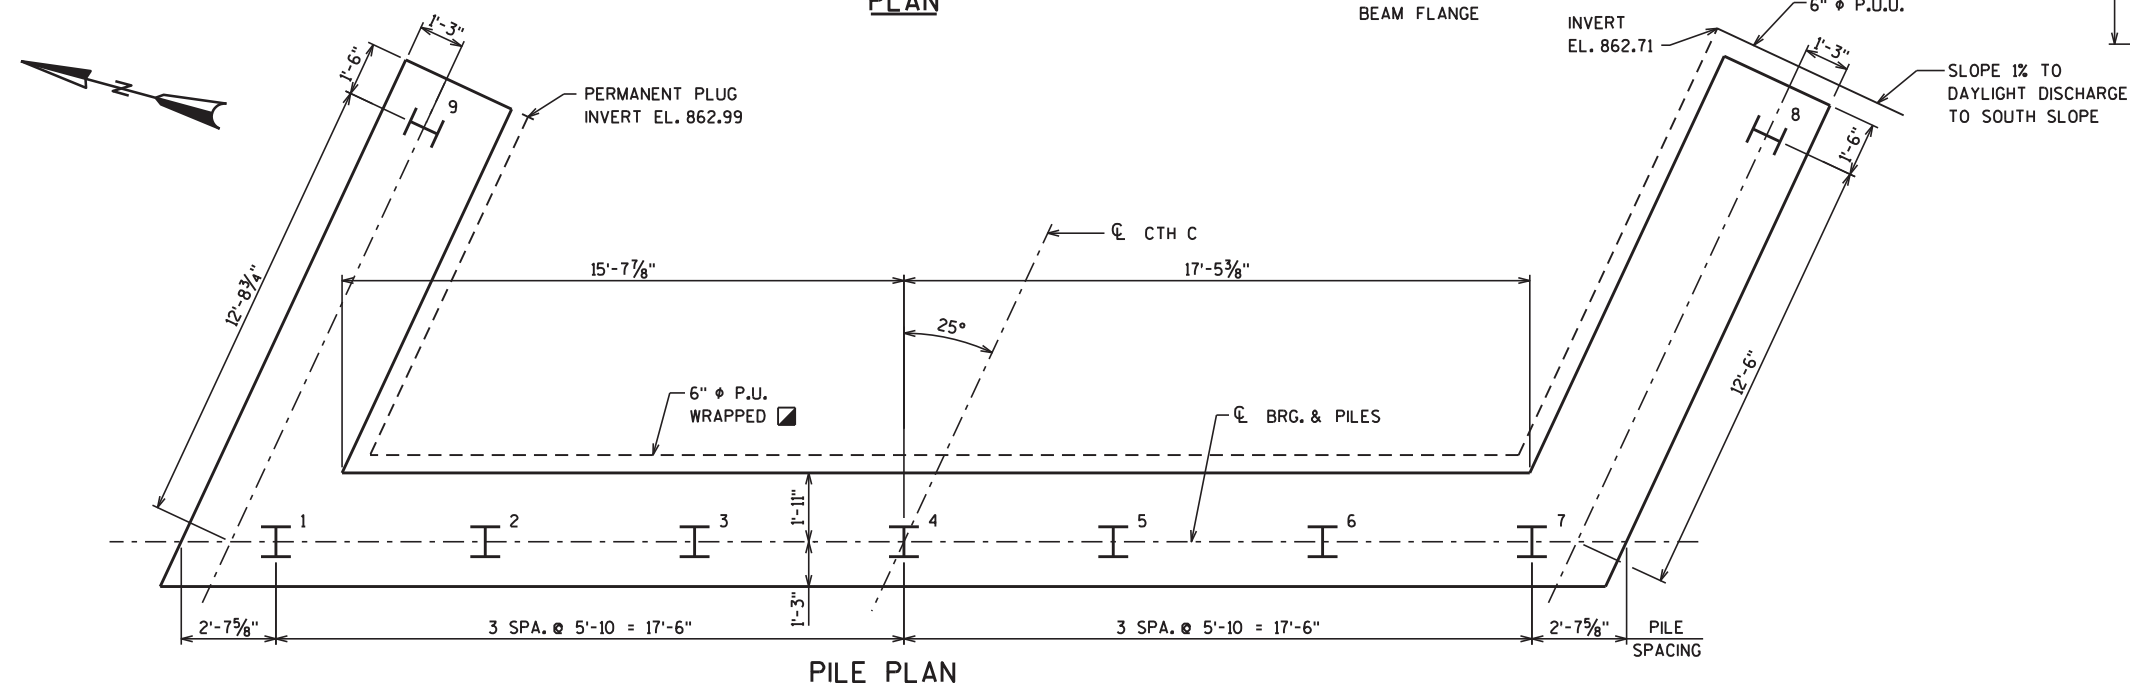 PLAN
BEAM FLANGE
6" ø P.U.U.
INVERT
EL. 862.71
1'-3"
1'-6"
N
9
PERMANENT PLUG
INVERT EL. 862.99
1'-3"
8
1'-6"
SLOPE 1% TO
DAYLIGHT DISCHARGE
TO SOUTH SLOPE
℄ CTH C
15'-7⅞"
17'-5⅜"
25°
12'-8¾"
12'-6"
6" ø P.U.
WRAPPED
℄ BRG. & PILES
1'-11"
1
2
3
4
5
6
7
1'-3"
2'-7⅝"
3 SPA. @ 5'-10 = 17'-6"
3 SPA. @ 5'-10 = 17'-6"
2'-7⅝"
PILE
SPACING
PILE PLAN